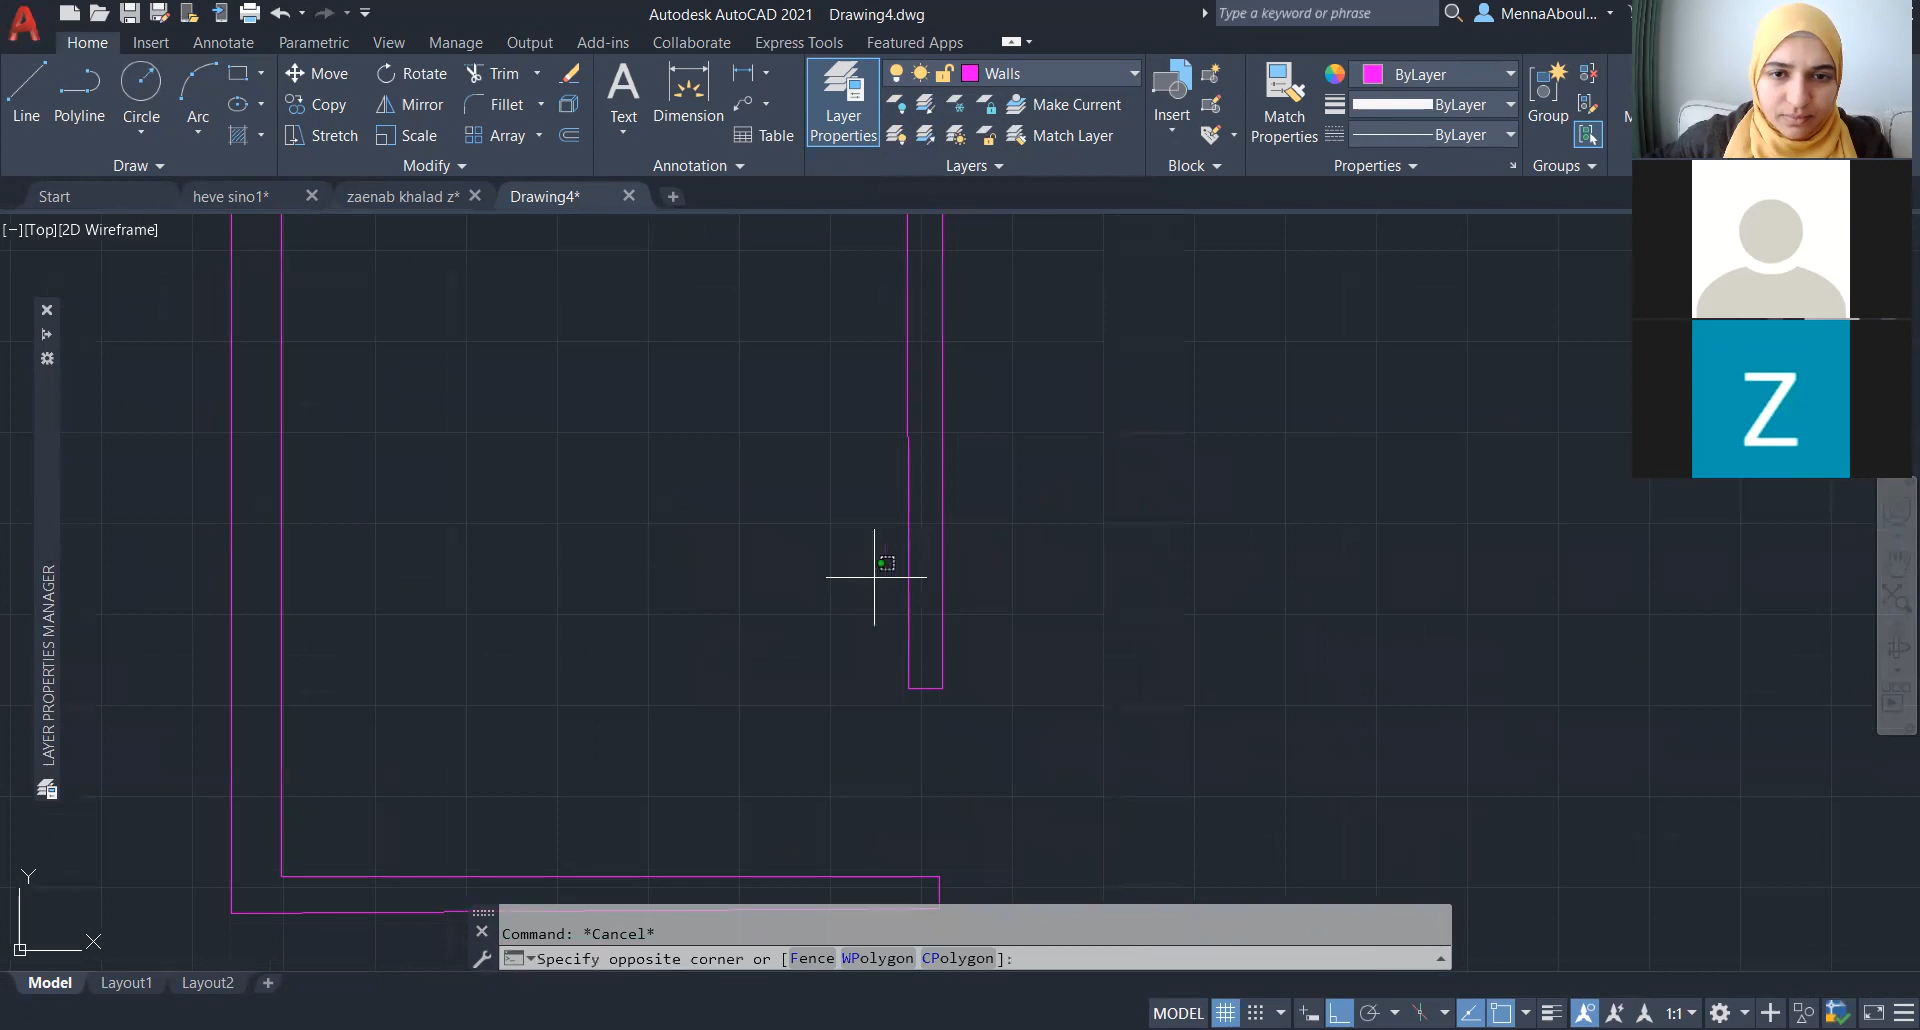 Autodesk AutoCAD 2021 Drawing4.dwg
Type a keyword or phrase
MennaAboul...
Home Insert Annotate Parametric View Manage Output Add-ins Collaborate Express Tools Featured Apps
Line Polyline Circle Arc
Move Rotate Trim
Copy Mirror Fillet
Stretch Scale Array
Text Dimension
Table
Layer Properties
Walls
Make Current
Match Layer
Insert
Match Properties
ByLayer
ByLayer
ByLayer
Group
Draw Modify Annotation Layers Block Properties Groups
Start heve sino1* zaenab khalad z* Drawing4*
[−][Top][2D Wireframe]
Z
LAYER PROPERTIES MANAGER
Y
X
Command: *Cancel*
Specify opposite corner or [Fence WPolygon CPolygon]:
Model Layout1 Layout2
MODEL 1:1